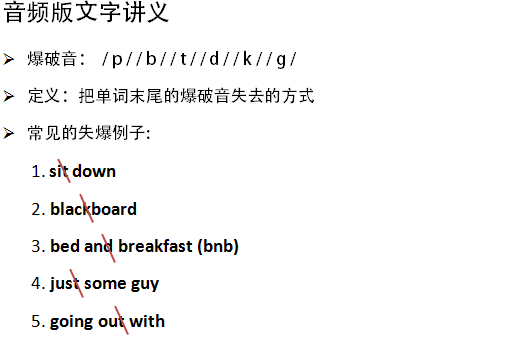 音频版文字讲义
➢ 爆破音： /p//b//t//d//k//g/
➢ 定义：把单词末尾的爆破音失去的方式
➢ 常见的失爆例子:
1. sit down
2. blackboard
3. bed and breakfast (bnb)
4. just some guy
5. going out with